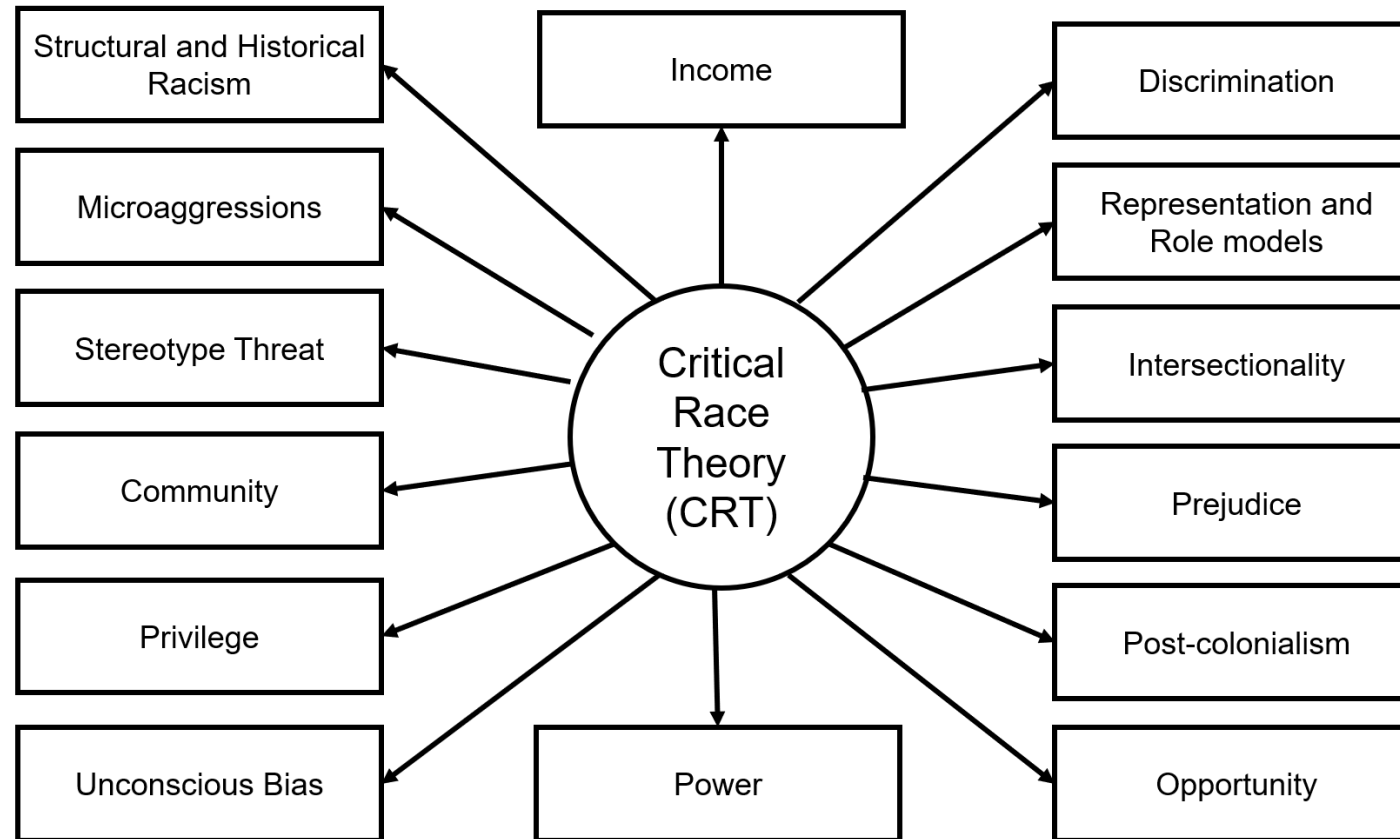 Structural and Historical
Racism
Income
Discrimination
Microaggressions
Representation and
Role models
Stereotype Threat
Intersectionality
Critical
Race
Theory
(CRT)
Community
Prejudice
Privilege
Post-colonialism
Unconscious Bias
Power
Opportunity